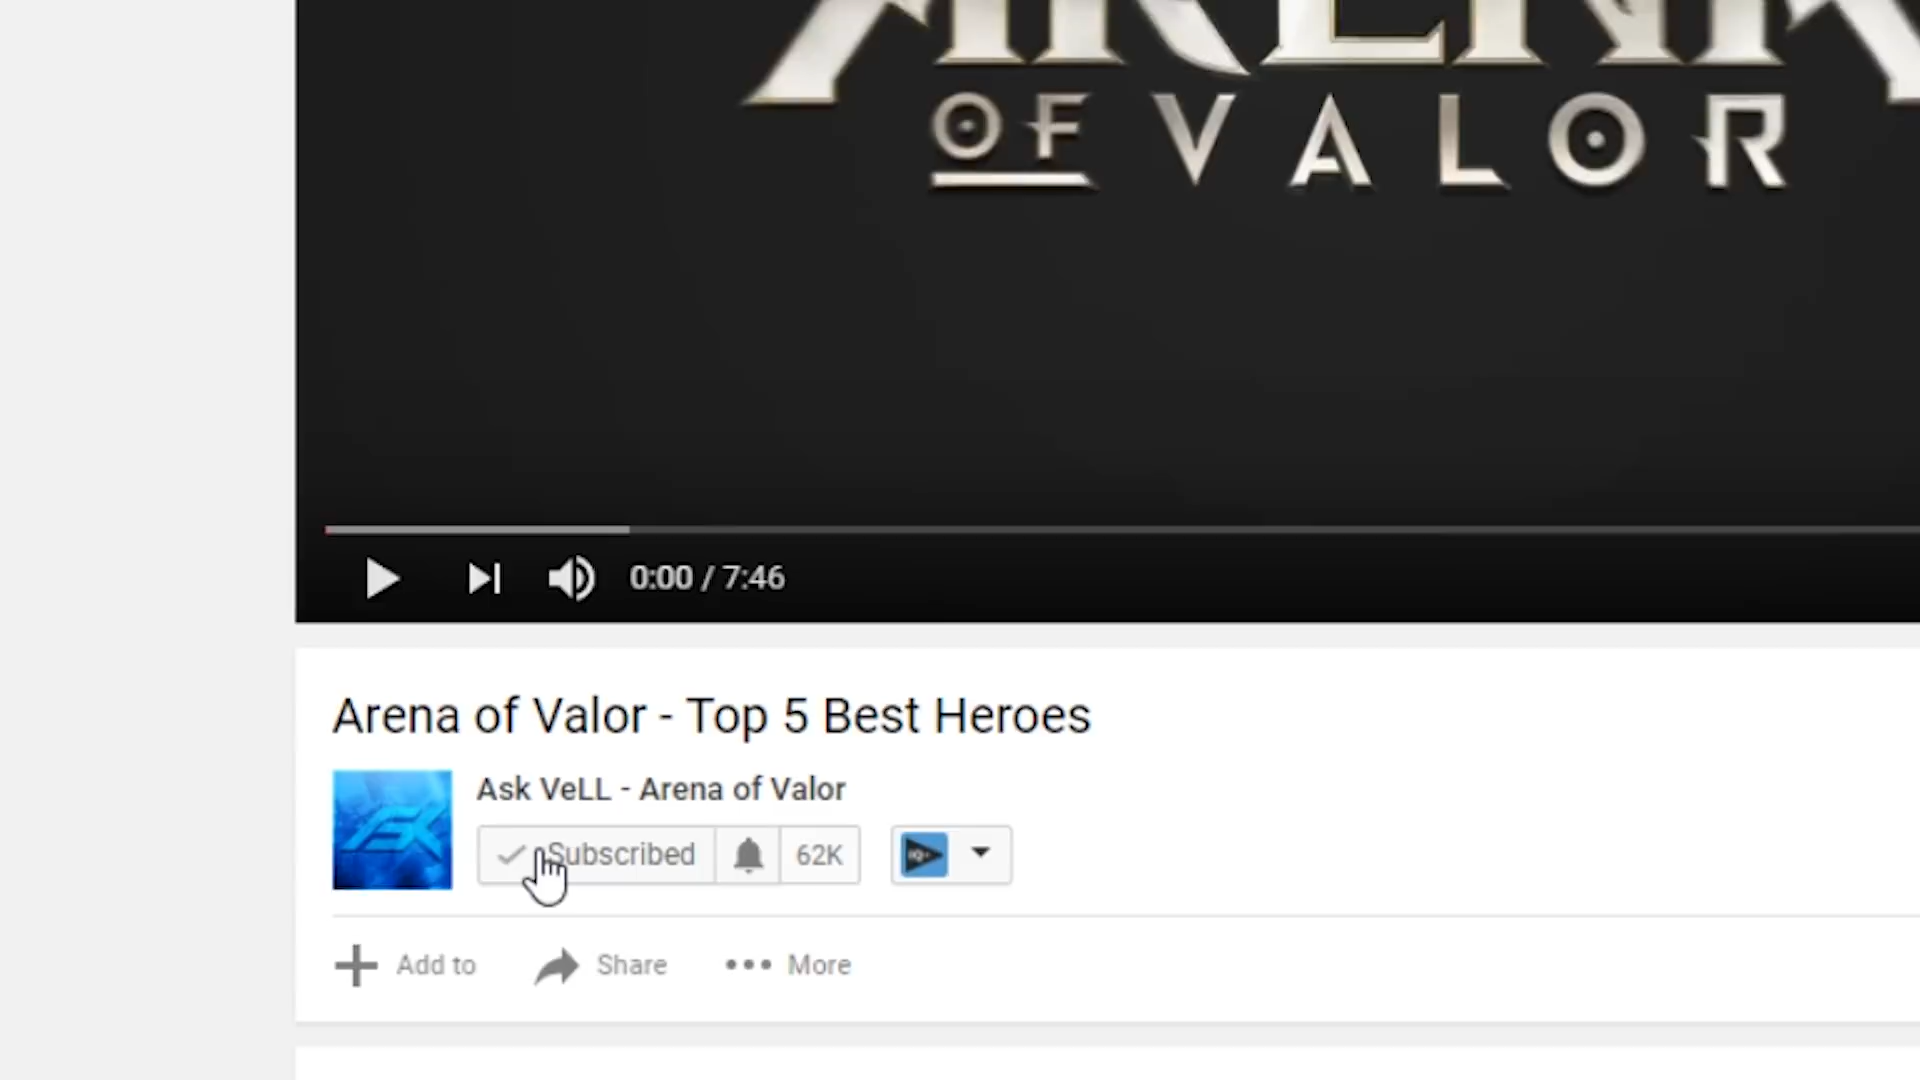 ARENA
OF VALOR
0:00 / 7:46
Arena of Valor - Top 5 Best Heroes
Ask VeLL - Arena of Valor
Subscribed 62K
Add to Share More